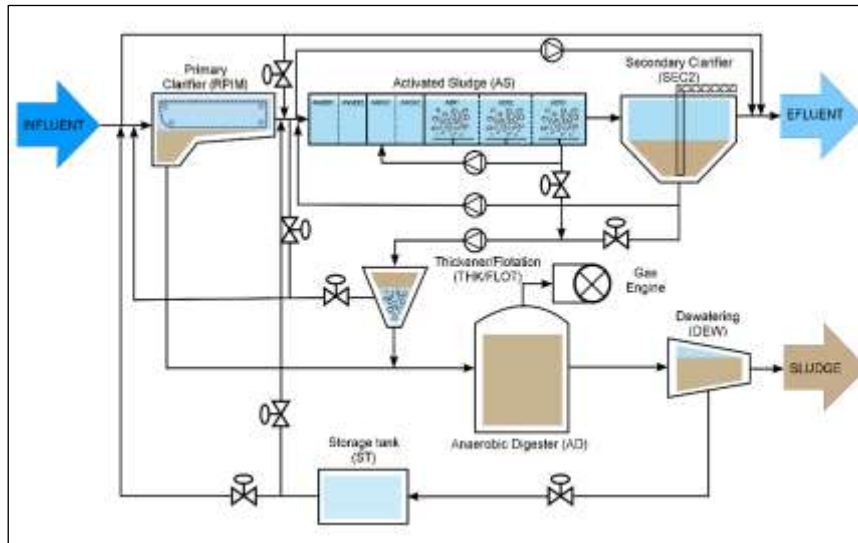 Primary
Clarifier (RPIM)
Activated Sludge (AS)
Secondary Clarifier
(SEC2)
INFLUENT
EFLUENT
Thickener/Flotation
(THK/FLOT)
Gas
Engine
Dewatering
(DEW)
SLUDGE
Anaerobic Digester (AD)
Storage tank
(ST)